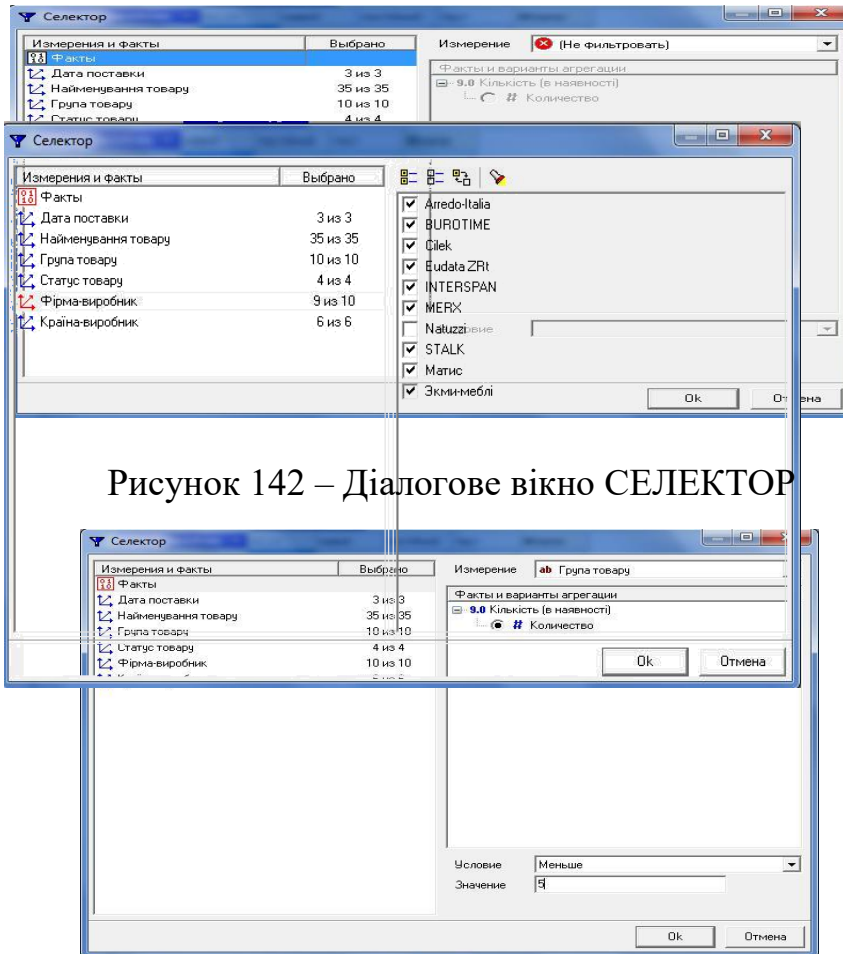 Селектор
Измерения и факты Выбрано Измерение (Не фильтровать)
Факты
Факты и варианты агрегации
Дата поставки 3 из 3
9.0 Кількість (в наявності)
Найменування товару 35 из 35
# Количество
Група товару 10 из 10
Статус товару 4 из 4
Селектор
Измерения и факты Выбрано
Факты
Дата поставки 3 из 3
Найменування товару 35 из 35
Група товару 10 из 10
Статус товару 4 из 4
Фірма-виробник 9 из 10
Країна-виробник 6 из 6
Arredo-Italia
BUROTIME
Cilek
Eudata ZRt
INTERSPAN
MERX
Natuzzi
STALK
Матис
Экми-меблі
Ok Отмена
Рисунок 142 – Діалогове вікно СЕЛЕКТОР
Селектор
Измерения и факты Выбрано Измерение ab Група товару
Факты
Факты и варианты агрегации
Дата поставки 3 из 3
9.0 Кількість (в наявності)
Найменування товару 35 из 35
# Количество
Група товару 10 из 10
Статус товару 4 из 4
Фірма-виробник 10 из 10
Ok Отмена
Условие Меньше
Значение 5
Ok Отмена